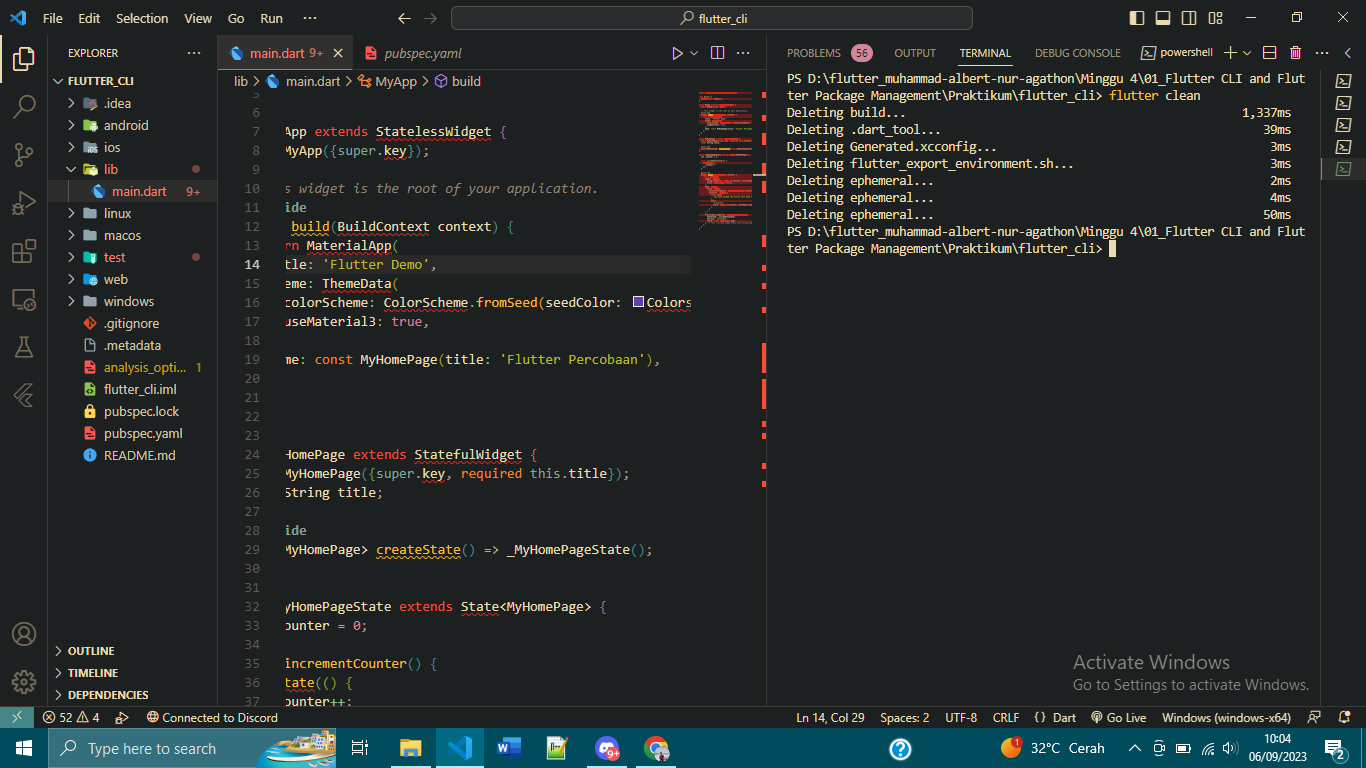 File Edit Selection View Go Run ··· flutter_cli
EXPLORER ···
FLUTTER_CLI
.idea
android
ios
lib
main.dart 9+
linux
macos
test
web
windows
.gitignore
.metadata
analysis_opti... 1
flutter_cli.iml
pubspec.lock
pubspec.yaml
README.md
OUTLINE
TIMELINE
DEPENDENCIES
main.dart 9+ pubspec.yaml
lib > main.dart > MyApp > build
5
6
7 App extends StatelessWidget {
8 MyApp({super.key});
9
10 s widget is the root of your application.
11 ide
12 build(BuildContext context) {
13 rn MaterialApp(
14 tle: 'Flutter Demo',
15 eme: ThemeData(
16 colorScheme: ColorScheme.fromSeed(seedColor: Colors
17 useMaterial3: true,
18
19 me: const MyHomePage(title: 'Flutter Percobaan'),
20
21
22
23
24 HomePage extends StatefulWidget {
25 MyHomePage({super.key, required this.title});
26 String title;
27
28 ide
29 MyHomePage> createState() => _MyHomePageState();
30
31
32 yHomePageState extends State<MyHomePage> {
33 ounter = 0;
34
35 incrementCounter() {
36 tate(() {
37 ounter++;
PROBLEMS 56 OUTPUT TERMINAL DEBUG CONSOLE powershell
PS D:\flutter_muhammad-albert-nur-agathon\Minggu 4\01_Flutter CLI and Flut
ter Package Management\Praktikum\flutter_cli> flutter clean
Deleting build... 1,337ms
Deleting .dart_tool... 39ms
Deleting Generated.xcconfig... 3ms
Deleting flutter_export_environment.sh... 3ms
Deleting ephemeral... 2ms
Deleting ephemeral... 4ms
Deleting ephemeral... 50ms
PS D:\flutter_muhammad-albert-nur-agathon\Minggu 4\01_Flutter CLI and Flut
ter Package Management\Praktikum\flutter_cli>
Activate Windows
Go to Settings to activate Windows.
52 4 Connected to Discord Ln 14, Col 29 Spaces: 2 UTF-8 CRLF {} Dart Go Live Windows (windows-x64)
Type here to search 9+ 1 32°C Cerah 10:04
06/09/2023 2